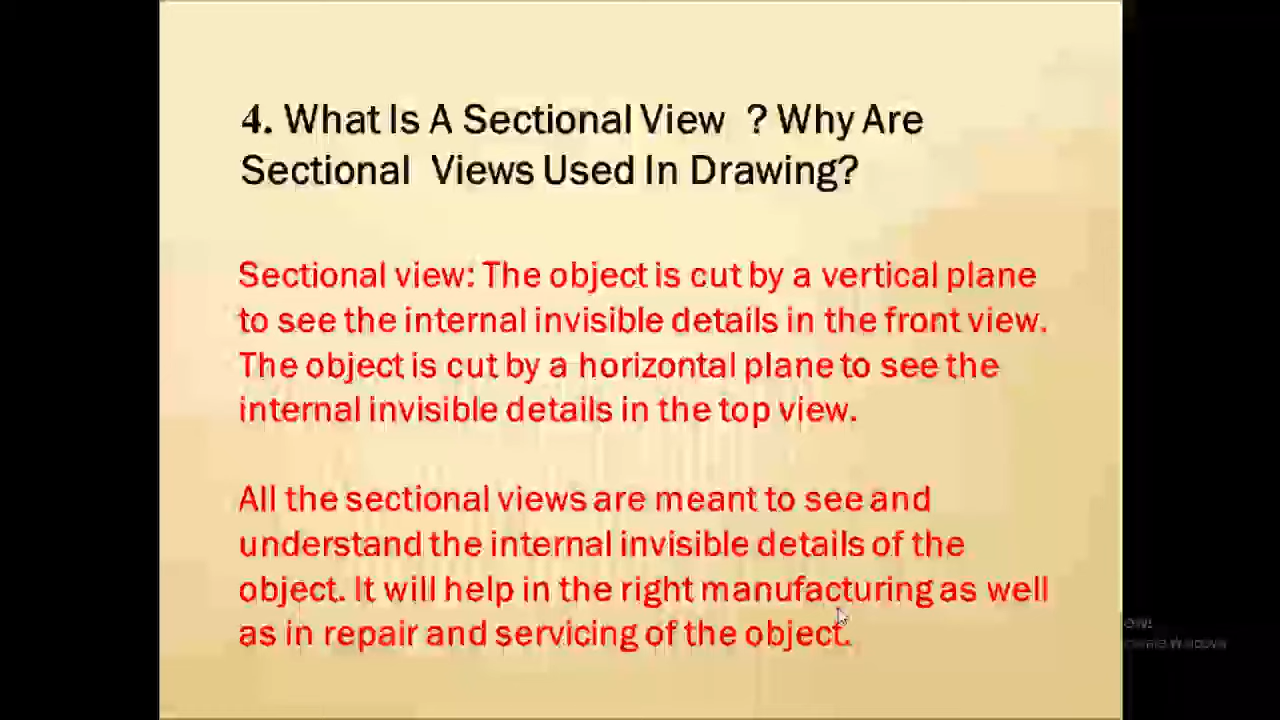 4. What Is A Sectional View ? Why Are
Sectional Views Used In Drawing?
Sectional view: The object is cut by a vertical plane
to see the internal invisible details in the front view.
The object is cut by a horizontal plane to see the
internal invisible details in the top view.
All the sectional views are meant to see and
understand the internal invisible details of the
object. It will help in the right manufacturing as well
as in repair and servicing of the object.